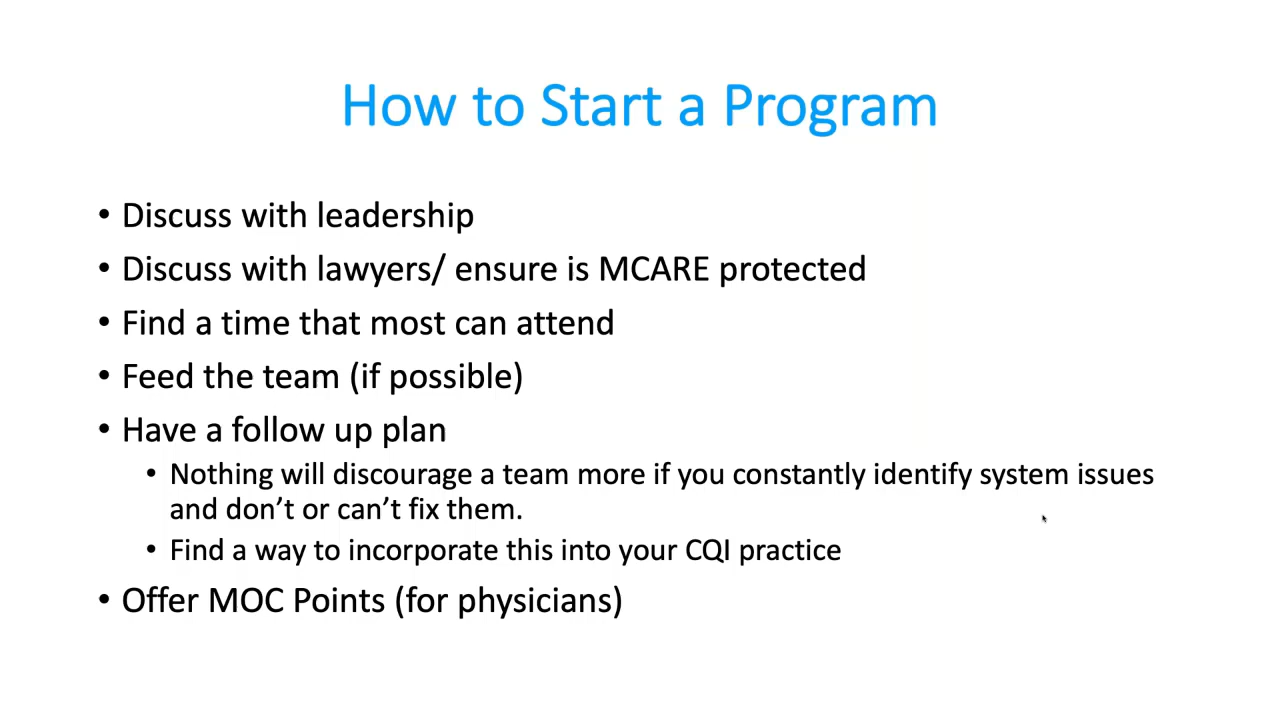 How to Start a Program
• Discuss with leadership
• Discuss with lawyers/ ensure is MCARE protected
• Find a time that most can attend
• Feed the team (if possible)
• Have a follow up plan
• Nothing will discourage a team more if you constantly identify system issues
and don’t or can’t fix them.
• Find a way to incorporate this into your CQI practice
• Offer MOC Points (for physicians)